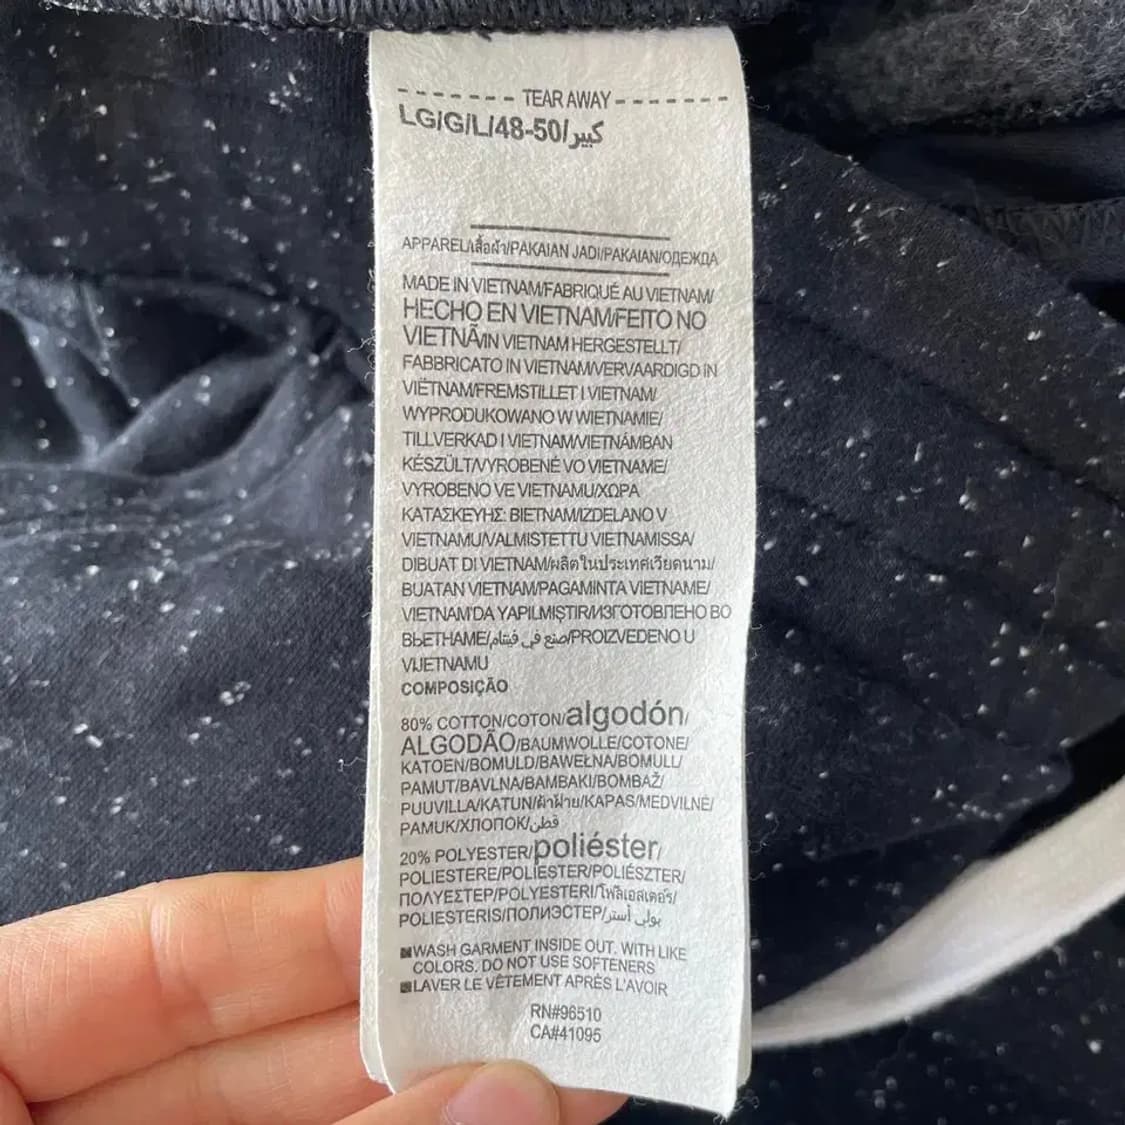 - - - - - - - TEAR AWAY - - - - - - -
LG/G/L/48-50/كبير
APPAREL/เสื้อผ้า/PAKAIAN JADI/PAKAIAN/ОДЕЖДА
MADE IN VIETNAM/FABRIQUÉ AU VIETNAM/
HECHO EN VIETNAM/FEITO NO
VIETNÃ/IN VIETNAM HERGESTELLT/
FABBRICATO IN VIETNAM/VERVAARDIGD IN
VIËTNAM/FREMSTILLET I VIETNAM/
WYPRODUKOWANO W WIETNAMIE/
TILLVERKAD I VIETNAM/VIETNÁMBAN
KÉSZÜLT/VYROBENÉ VO VIETNAME/
VYROBENO VE VIETNAMU/ΧΩΡΑ
ΚΑΤΑΣΚΕΥΗΣ: ΒΙΕΤΝΑΜ/IZDELANO V
VIETNAMU/VALMISTETTU VIETNAMISSA/
DIBUAT DI VIETNAM/ผลิตในประเทศเวียดนาม/
BUATAN VIETNAM/PAGAMINTA VIETNAME/
VIETNAM'DA YAPILMIŞTIR/ИЗГОТОВЛЕНО ВО
ВЬЕТНАМЕ/صنع في فيتنام/PROIZVEDENO U
VIJETNAMU
COMPOSIÇÃO
80% COTTON/COTON/algodón/
ALGODÃO/BAUMWOLLE/COTONE/
KATOEN/BOMULD/BAWEŁNA/BOMULL/
PAMUT/BAVLNA/ΒΑΜΒΑΚΙ/BOMBAŽ/
PUUVILLA/KATUN/ผ้าฝ้าย/KAPAS/MEDVILNĖ/
PAMUK/ХЛОПОК/قطن
20% POLYESTER/poliéster/
POLIESTERE/POLIESTER/POLIÉSZTER/
ΠΟΛΥΕΣΤΕΡ/POLYESTERI/โพลีเอสเตอร์/
POLIESTERIS/ПОЛИЭСТЕР/بولي أستر
WASH GARMENT INSIDE OUT. WITH LIKE
COLORS. DO NOT USE SOFTENERS
LAVER LE VÊTEMENT APRÈS L'AVOIR
RN#96510
CA#41095